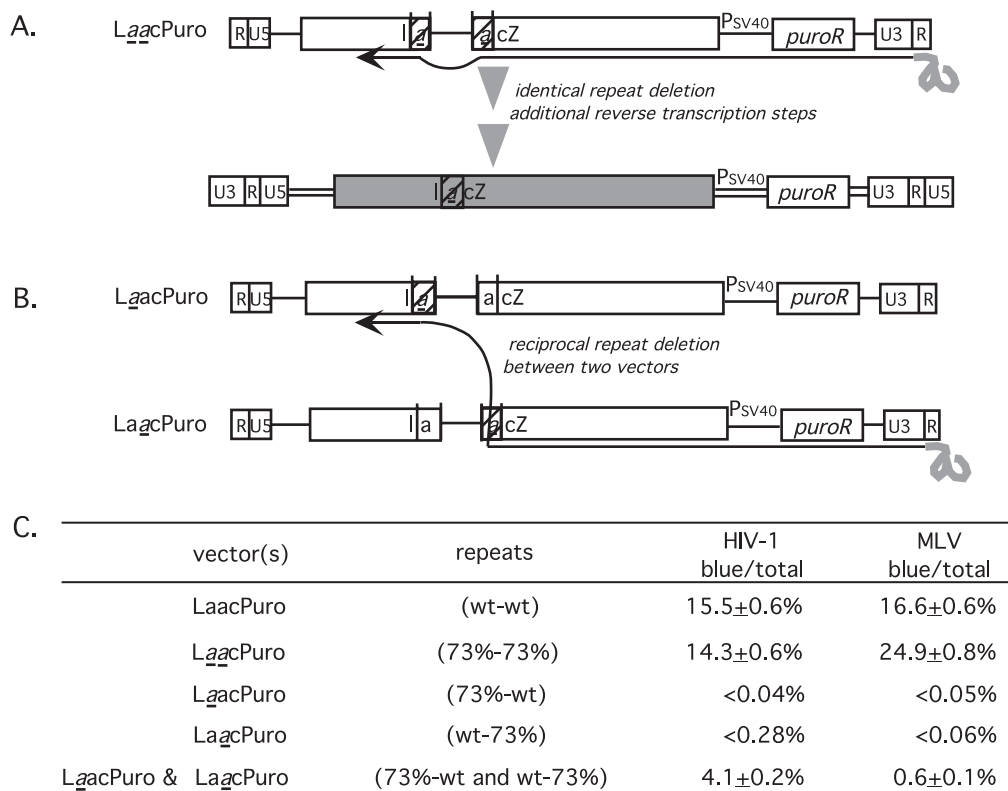 A.
LaacPuro
R U5 l a a cZ PSV40 puroR U3 R
identical repeat deletion
additional reverse transcription steps
U3 R U5 l a cZ PSV40 puroR U3 R U5
B.
LaacPuro
R U5 l a a cZ PSV40 puroR U3 R
reciprocal repeat deletion
between two vectors
LaacPuro
R U5 l a a cZ PSV40 puroR U3 R
C.
vector(s) repeats HIV-1 blue/total MLV blue/total
LaacPuro (wt-wt) 15.5±0.6% 16.6±0.6%
LaacPuro (73%-73%) 14.3±0.6% 24.9±0.8%
LaacPuro (73%-wt) <0.04% <0.05%
LaacPuro (wt-73%) <0.28% <0.06%
LaacPuro & LaacPuro (73%-wt and wt-73%) 4.1±0.2% 0.6±0.1%